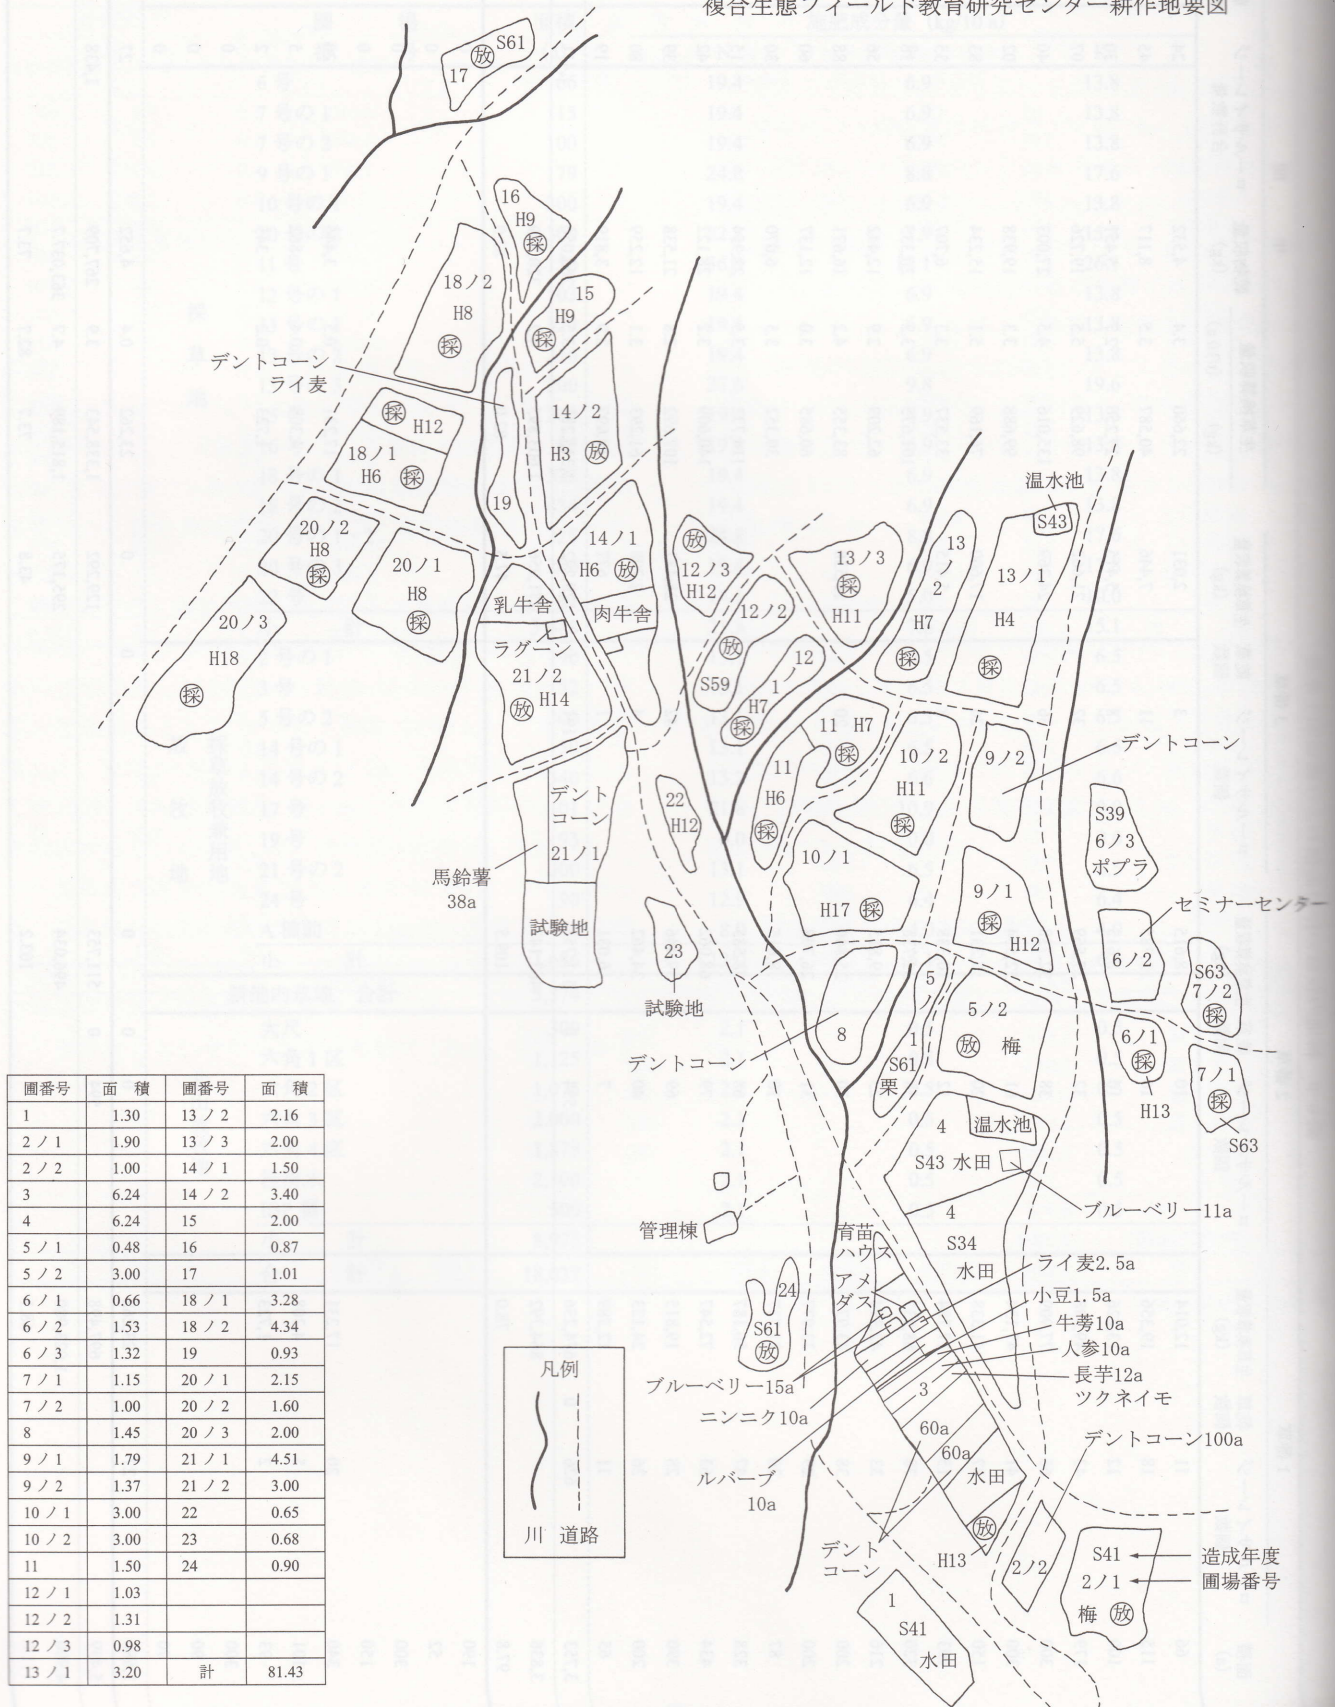 複合生態フィールド教育研究センター耕作地要図
S61
放
17
16
H9
採
18ノ2
H8
採
15
H9
採
デントコーン
ライ麦
採
H12
18ノ1
H6
採
14ノ2
H3
放
19
温水池
S43
20ノ2
H8
採
20ノ1
H8
採
14ノ1
H6
放
放
12ノ3
H12
13ノ3
採
H11
13
ノ
2
H7
採
13ノ1
H4
採
20ノ3
H18
採
乳牛舎
肉牛舎
ラグーン
21ノ2
H14
放
12ノ2
放
S59
12
ノ
1
H7
採
11
H7
採
10ノ2
H11
採
9ノ2
デントコーン
デント
コーン
21ノ1
22
H12
11
H6
採
S39
6ノ3
ポプラ
馬鈴薯
38a
10ノ1
H17
採
9ノ1
採
H12
セミナーセンター
6ノ2
試験地
23
試験地
S63
7ノ2
採
デントコーン
8
5
ノ
1
S61
栗
5ノ2
放
梅
6ノ1
採
H13
7ノ1
採
S63
4
温水池
S43 水田
ブルーベリー11a
管理棟
育苗
ハウス
アメ
ダス
4
S34
水田
ライ麦2.5a
小豆1.5a
牛蒡10a
人参10a
長芋12a
ツクネイモ
24
S61
放
ブルーベリー15a
ニンニク10a
ルバーブ
10a
3
60a
60a
水田
デントコーン100a
放
H13
デント
コーン
2ノ2
S41
造成年度
2ノ1
圃場番号
梅 放
1
S41
水田
凡例
川 道路
圃番号 面 積 圃番号 面 積
1 1.30 13ノ2 2.16
2ノ1 1.90 13ノ3 2.00
2ノ2 1.00 14ノ1 1.50
3 6.24 14ノ2 3.40
4 6.24 15 2.00
5ノ1 0.48 16 0.87
5ノ2 3.00 17 1.01
6ノ1 0.66 18ノ1 3.28
6ノ2 1.53 18ノ2 4.34
6ノ3 1.32 19 0.93
7ノ1 1.15 20ノ1 2.15
7ノ2 1.00 20ノ2 1.60
8 1.45 20ノ3 2.00
9ノ1 1.79 21ノ1 4.51
9ノ2 1.37 21ノ2 3.00
10ノ1 3.00 22 0.65
10ノ2 3.00 23 0.68
11 1.50 24 0.90
12ノ1 1.03
12ノ2 1.31
12ノ3 0.98
13ノ1 3.20 計 81.43